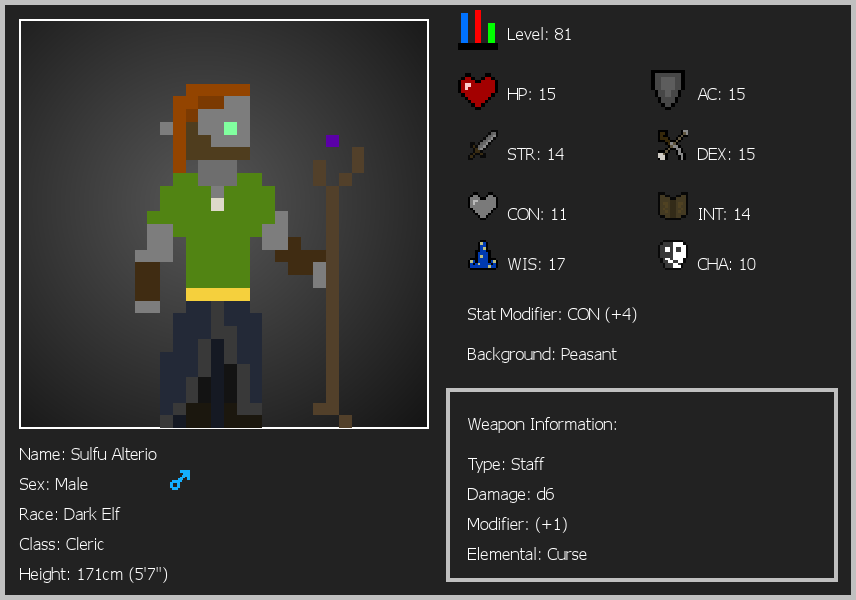 Level: 81
HP: 15
AC: 15
STR: 14
DEX: 15
CON: 11
INT: 14
WIS: 17
CHA: 10
Stat Modifier: CON (+4)
Background: Peasant
Weapon Information:
Type: Staff
Damage: d6
Modifier: (+1)
Elemental: Curse
Name: Sulfu Alterio
Sex: Male
Race: Dark Elf
Class: Cleric
Height: 171cm (5'7")